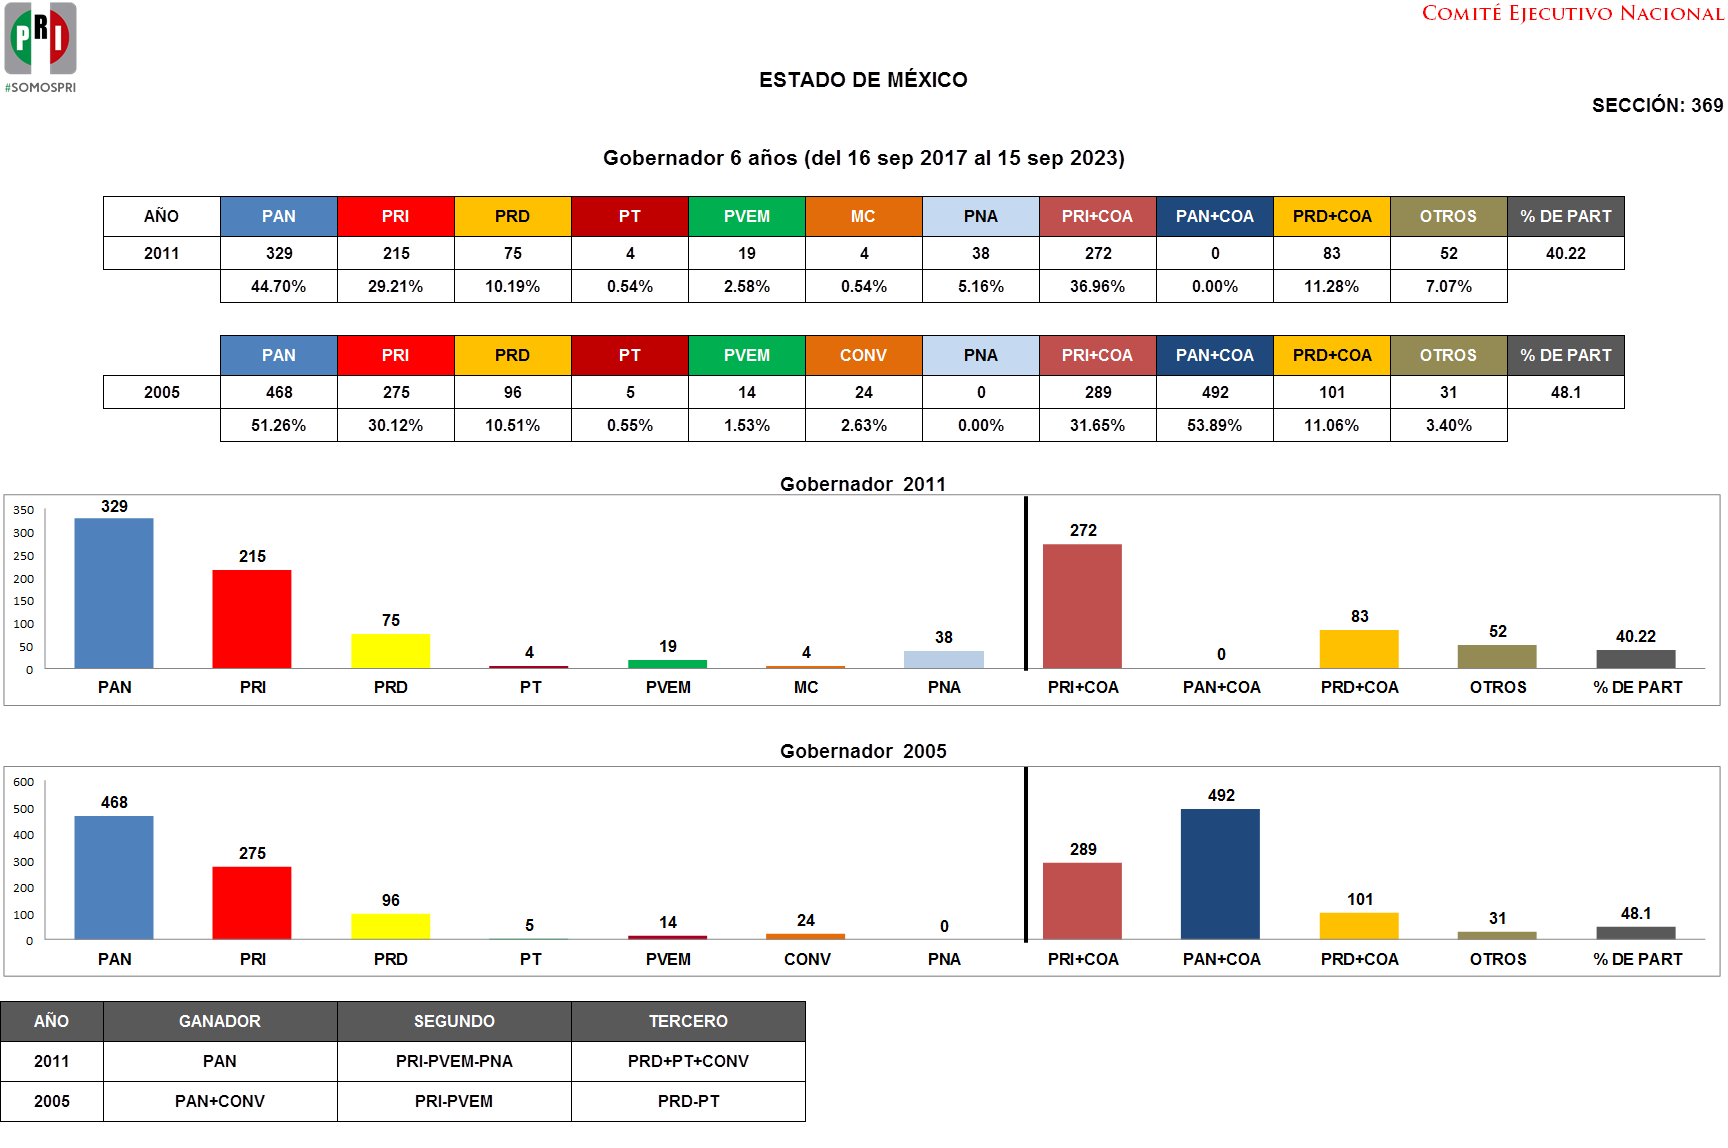 PRI
#SOMOSPRI
COMITÉ EJECUTIVO NACIONAL
ESTADO DE MÉXICO
SECCIÓN: 369
Gobernador 6 años (del 16 sep 2017 al 15 sep 2023)
AÑO PAN PRI PRD PT PVEM MC PNA PRI+COA PAN+COA PRD+COA OTROS % DE PART
2011 329 215 75 4 19 4 38 272 0 83 52 40.22
44.70% 29.21% 10.19% 0.54% 2.58% 0.54% 5.16% 36.96% 0.00% 11.28% 7.07%
PAN PRI PRD PT PVEM CONV PNA PRI+COA PAN+COA PRD+COA OTROS % DE PART
2005 468 275 96 5 14 24 0 289 492 101 31 48.1
51.26% 30.12% 10.51% 0.55% 1.53% 2.63% 0.00% 31.65% 53.89% 11.06% 3.40%
Gobernador 2011
350
300
250
200
150
100
50
0
329 215 75 4 19 4 38 272 0 83 52 40.22
PAN PRI PRD PT PVEM MC PNA PRI+COA PAN+COA PRD+COA OTROS % DE PART
Gobernador 2005
600
500
400
300
200
100
0
468 275 96 5 14 24 0 289 492 101 31 48.1
PAN PRI PRD PT PVEM CONV PNA PRI+COA PAN+COA PRD+COA OTROS % DE PART
AÑO GANADOR SEGUNDO TERCERO
2011 PAN PRI-PVEM-PNA PRD+PT+CONV
2005 PAN+CONV PRI-PVEM PRD-PT